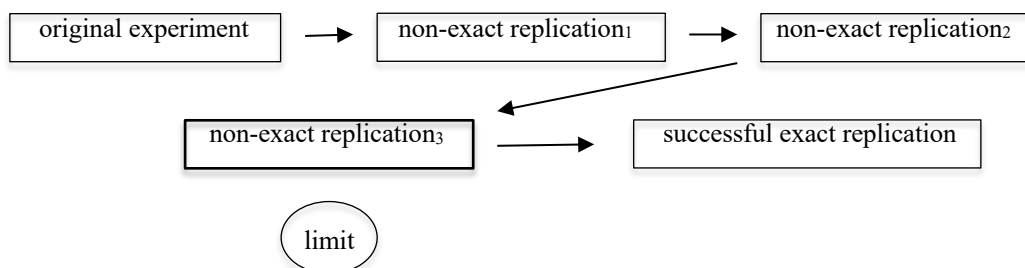 original experiment
non-exact replication₁
non-exact replication₂
non-exact replication₃
successful exact replication
limit